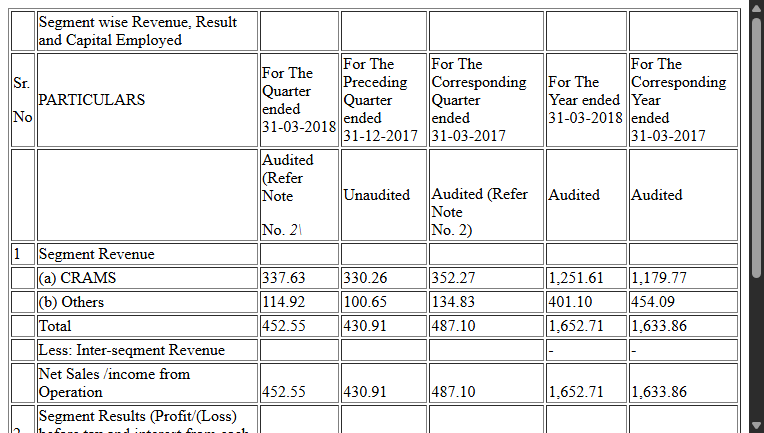 Segment wise Revenue, Result
and Capital Employed
Sr.
No
PARTICULARS
For The
Quarter
ended
31-03-2018
For The
Preceding
Quarter
ended
31-12-2017
For The
Corresponding
Quarter
ended
31-03-2017
For The
Year ended
31-03-2018
For The
Corresponding
Year
ended
31-03-2017
Audited
(Refer
Note
No. 2\
Unaudited
Audited (Refer
Note
No. 2)
Audited
Audited
1 Segment Revenue
(a) CRAMS 337.63 330.26 352.27 1,251.61 1,179.77
(b) Others 114.92 100.65 134.83 401.10 454.09
Total 452.55 430.91 487.10 1,652.71 1,633.86
Less: Inter-seqment Revenue - -
Net Sales /income from
Operation 452.55 430.91 487.10 1,652.71 1,633.86
Segment Results (Profit/(Loss)
before tax and interest from each